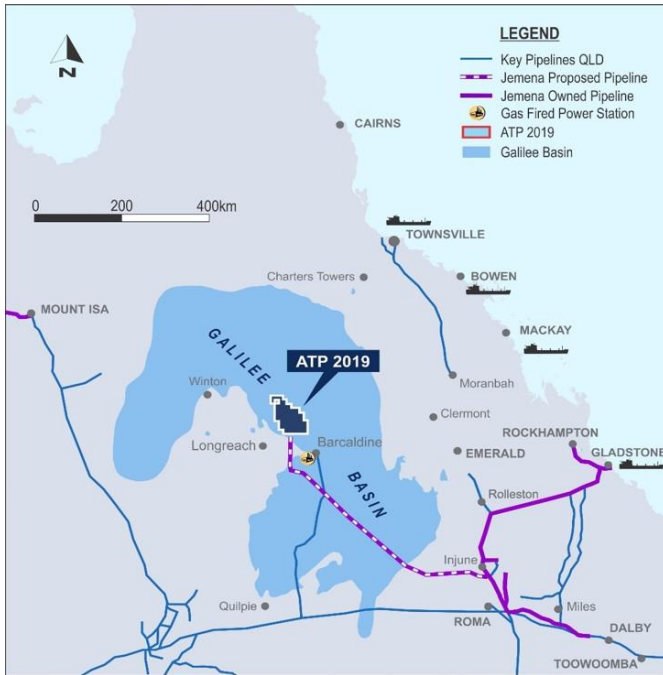 LEGEND
Key Pipelines QLD
Jemena Proposed Pipeline
Jemena Owned Pipeline
Gas Fired Power Station
ATP 2019
Galilee Basin
N
CAIRNS
0 200 400km
TOWNSVILLE
Charters Towers
BOWEN
MOUNT ISA
MACKAY
GALILEE
ATP 2019
Winton
Moranbah
Clermont
Longreach
Barcaldine
ROCKHAMPTON
EMERALD
GLADSTONE
BASIN
Rolleston
Injune
Quilpie
ROMA
Miles
DALBY
TOOWOOMBA